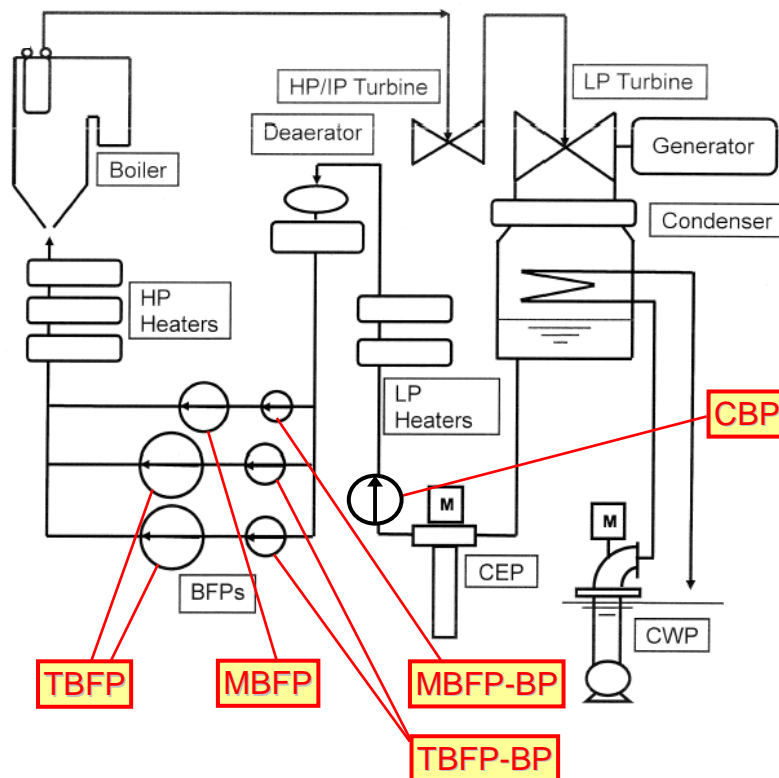 HP/IP Turbine
LP Turbine
Deaerator
Generator
Boiler
Condenser
HP
Heaters
LP
Heaters
CBP
M
M
CEP
BFPs
CWP
TBFP
MBFP
MBFP-BP
TBFP-BP